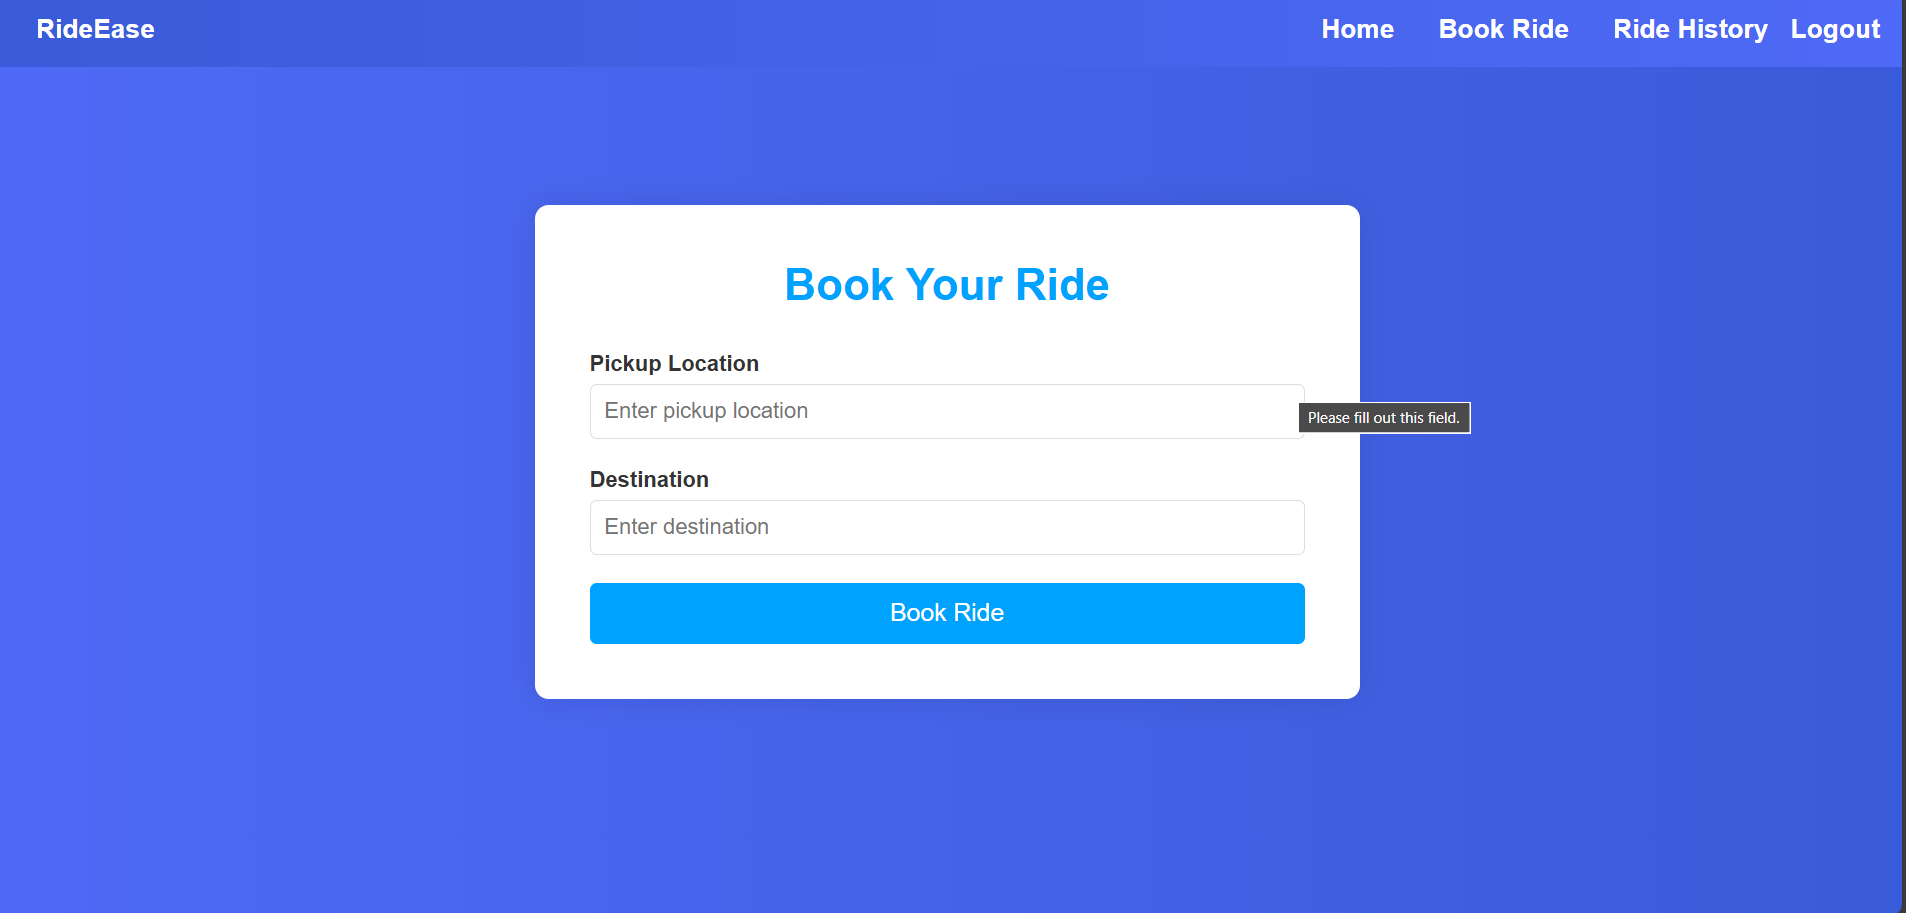 RideEase
Home Book Ride Ride History Logout
Book Your Ride
Pickup Location
Enter pickup location
Please fill out this field.
Destination
Enter destination
Book Ride